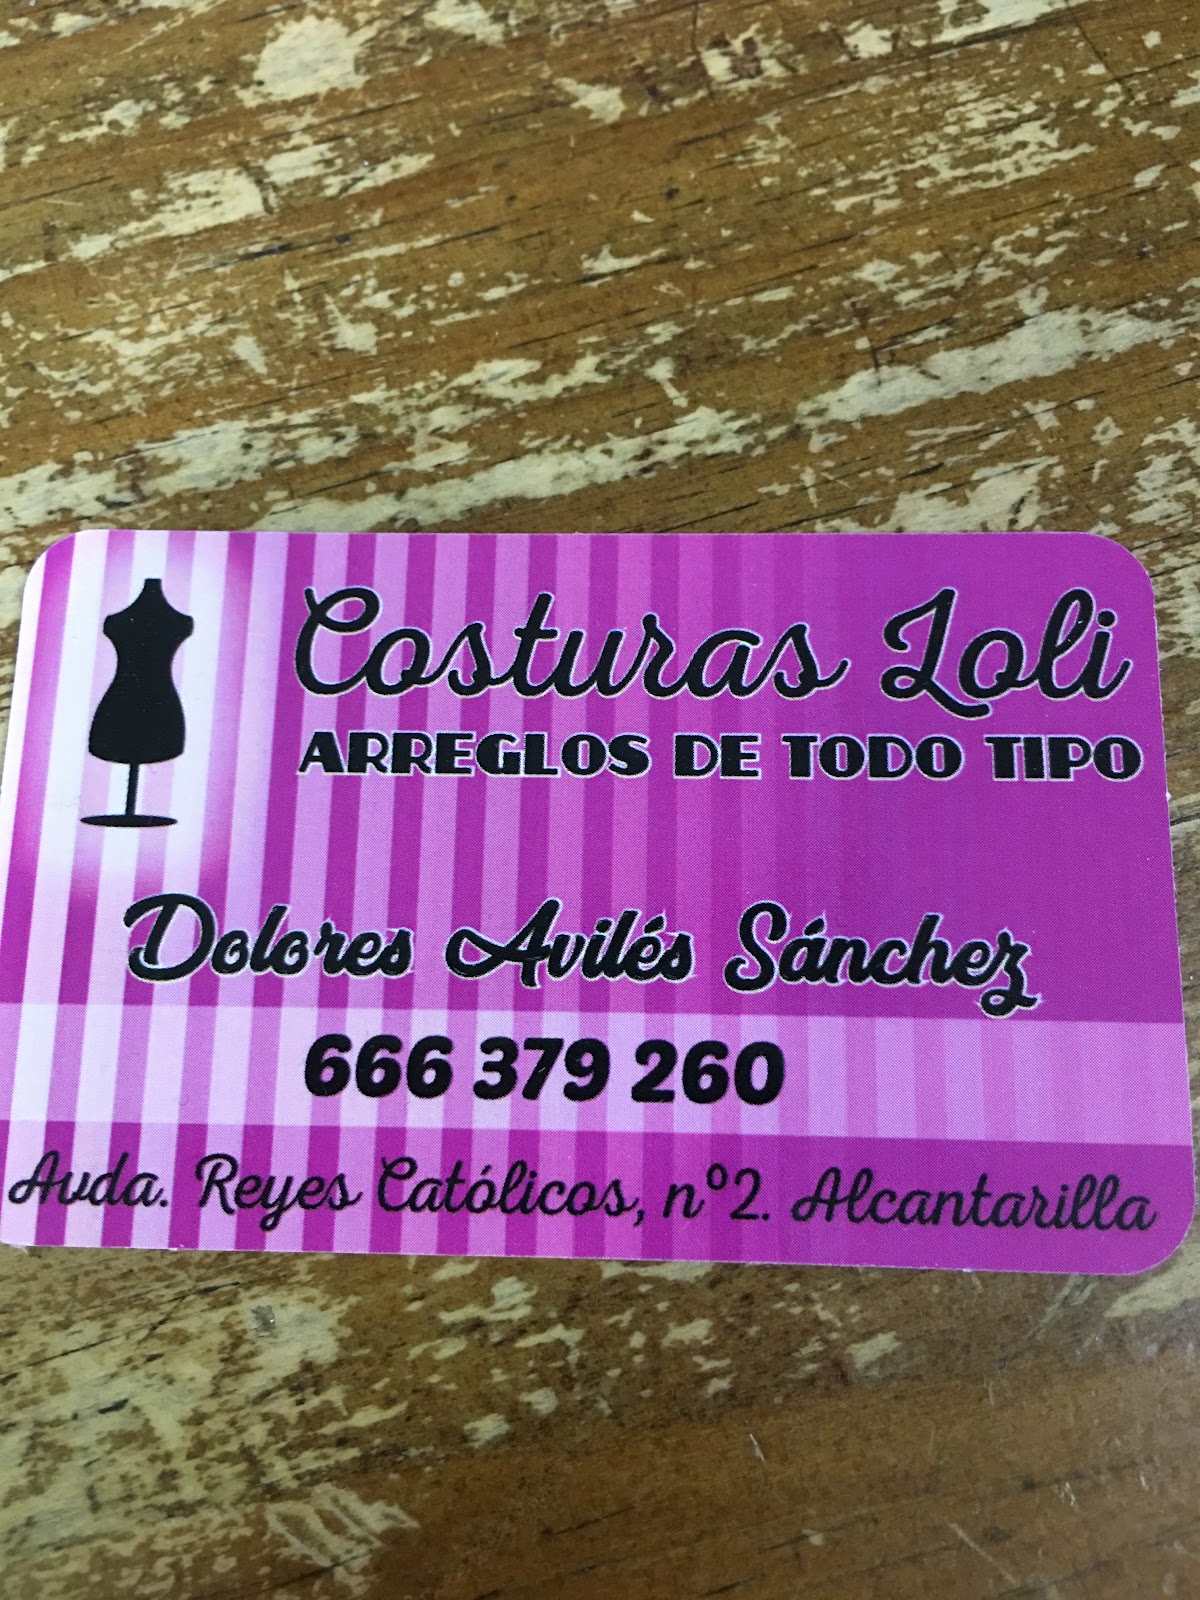 Costuras Loli
ARREGLOS DE TODO TIPO
Dolores Avilés Sánchez
666 379 260
Avda. Reyes Católicos, nº2. Alcantarilla